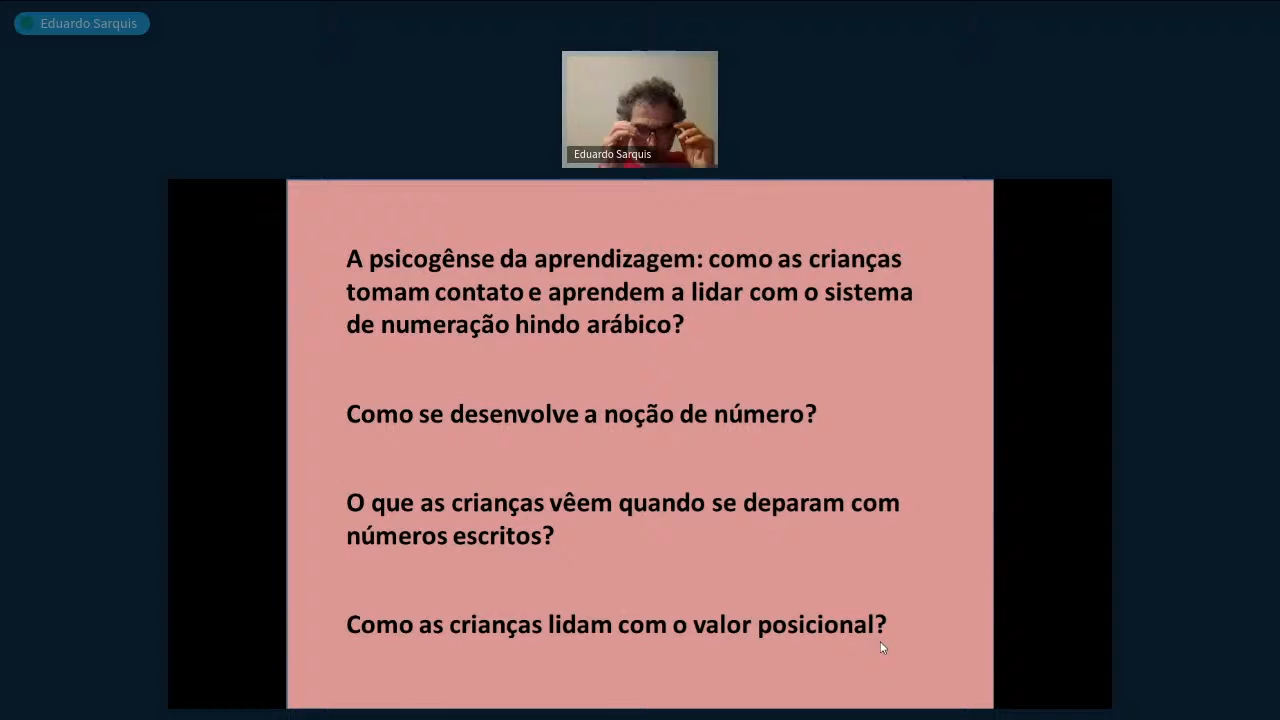 Eduardo Sarquis
Eduardo Sarquis
A psicogênse da aprendizagem: como as crianças
tomam contato e aprendem a lidar com o sistema
de numeração hindo arábico?
Como se desenvolve a noção de número?
O que as crianças vêem quando se deparam com
números escritos?
Como as crianças lidam com o valor posicional?